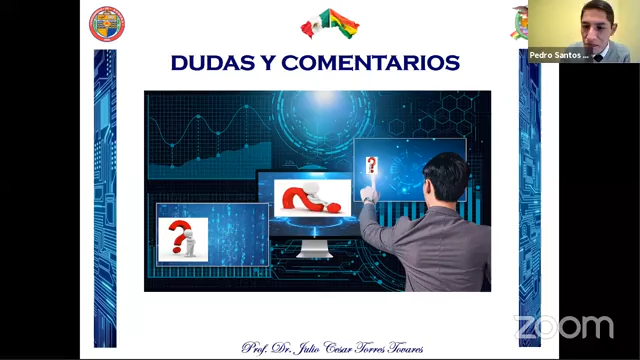 DUDAS Y COMENTARIOS
Pedro Santos ...
Prof. Dr. Julio Cesar Torres Tovares
zoom